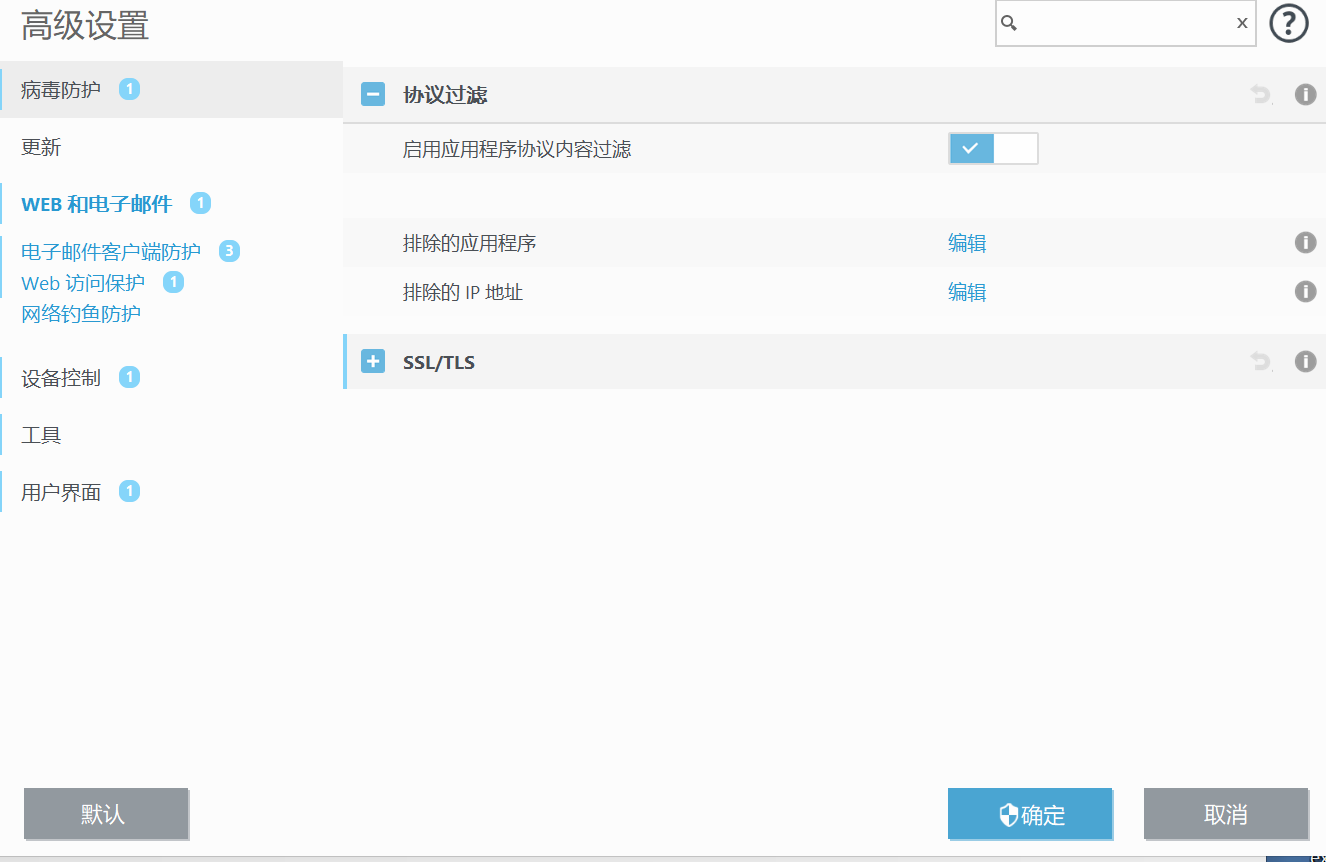 高级设置
x
?
病毒防护 1
更新
WEB 和电子邮件 1
电子邮件客户端防护 3
Web 访问保护 1
网络钓鱼防护
设备控制 1
工具
用户界面 1
协议过滤
启用应用程序协议内容过滤
排除的应用程序 编辑
排除的 IP 地址 编辑
SSL/TLS
默认
确定
取消